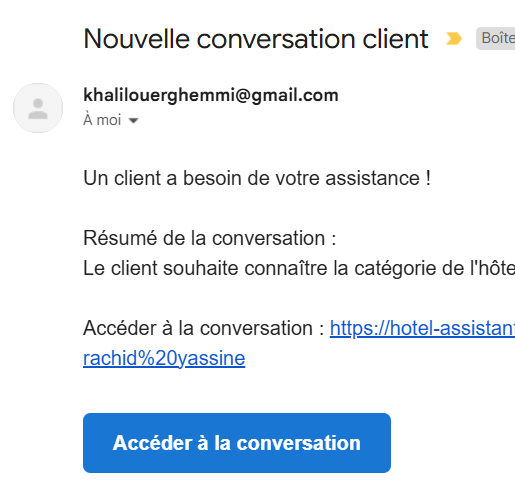 Nouvelle conversation client Boîte
khalilouerghemmi@gmail.com
À moi
Un client a besoin de votre assistance !
Résumé de la conversation :
Le client souhaite connaître la catégorie de l'hôte
Accéder à la conversation : https://hotel-assistant
rachid%20yassine
Accéder à la conversation